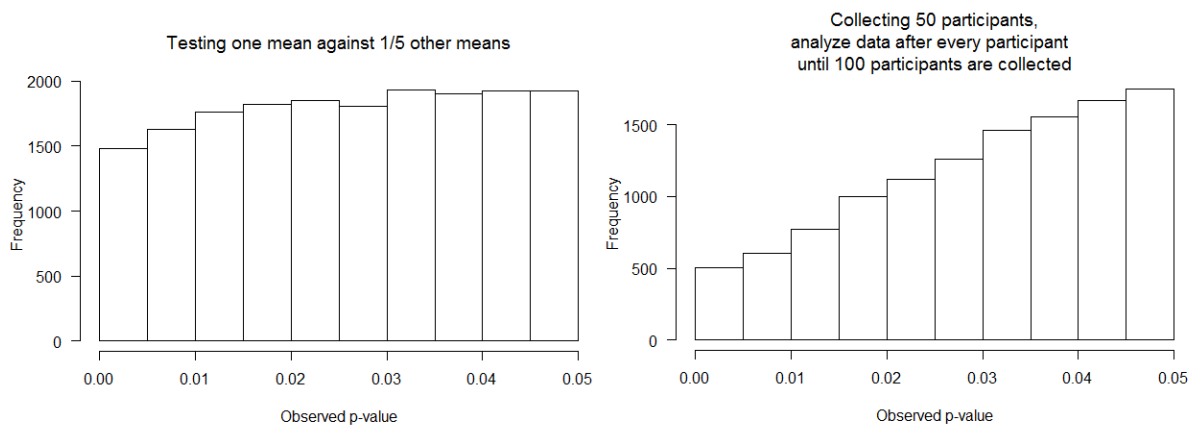 Testing one mean against 1/5 other means
2000
1500
1000
500
0
Frequency
0.00 0.01 0.02 0.03 0.04 0.05
Observed p-value
Collecting 50 participants,
analyze data after every participant
until 100 participants are collected
1500
1000
500
0
Frequency
0.00 0.01 0.02 0.03 0.04 0.05
Observed p-value